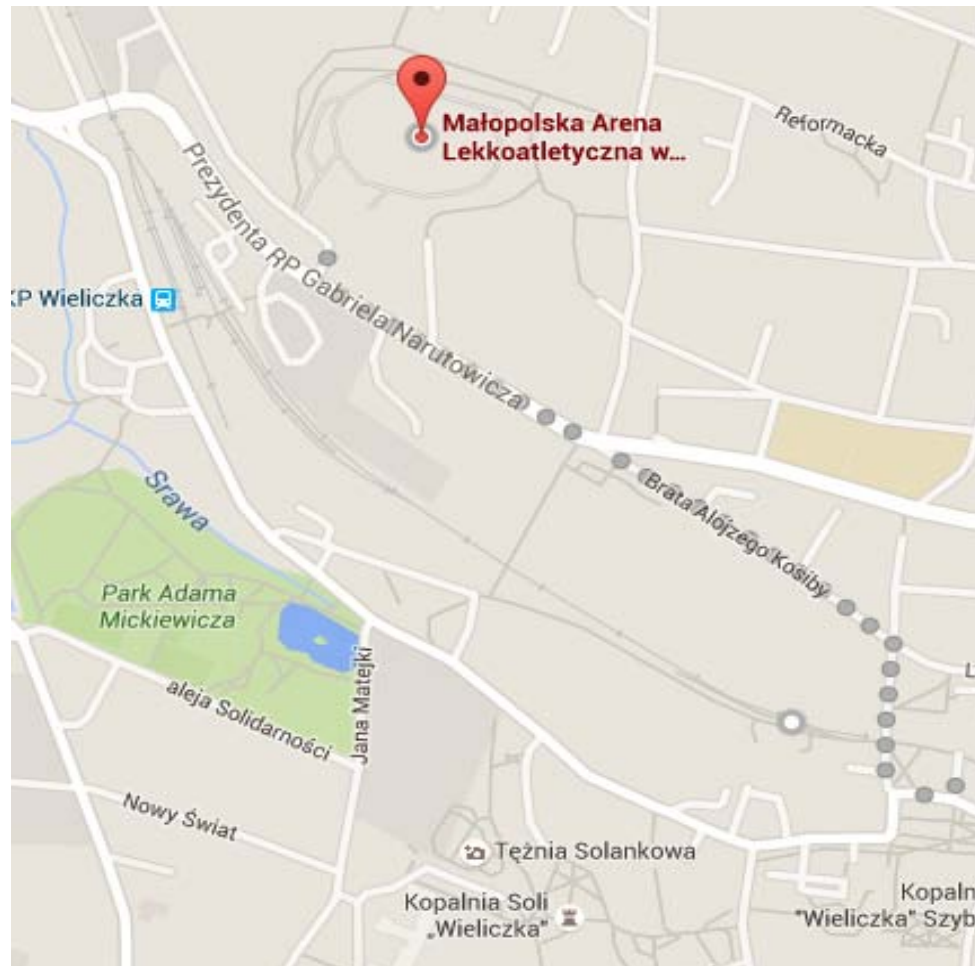 Małopolska Arena
Lekkoatletyczna w...
Reformacka
Prezydenta RP Gabriela Narutowicza
KP Wieliczka
Srawa
Brata Alojzego Kosiby
Park Adama
Mickiewicza
L
aleja Solidarności
Jana Matejki
Nowy Świat
Tężnia Solankowa
Kopalnia Soli
„Wieliczka”
Kopaln
"Wieliczka" Szyb